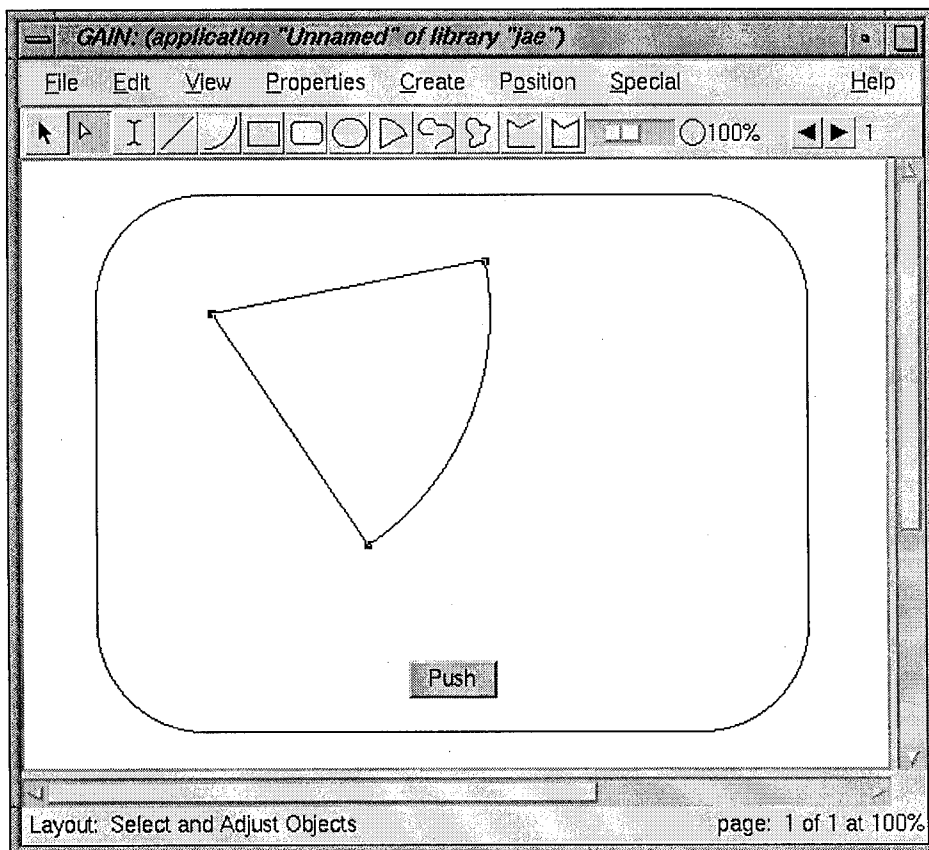 GAIN: (application "Unnamed" of library "jae")
File Edit View Properties Create Position Special Help
100% 1
Push
Layout: Select and Adjust Objects page: 1 of 1 at 100%